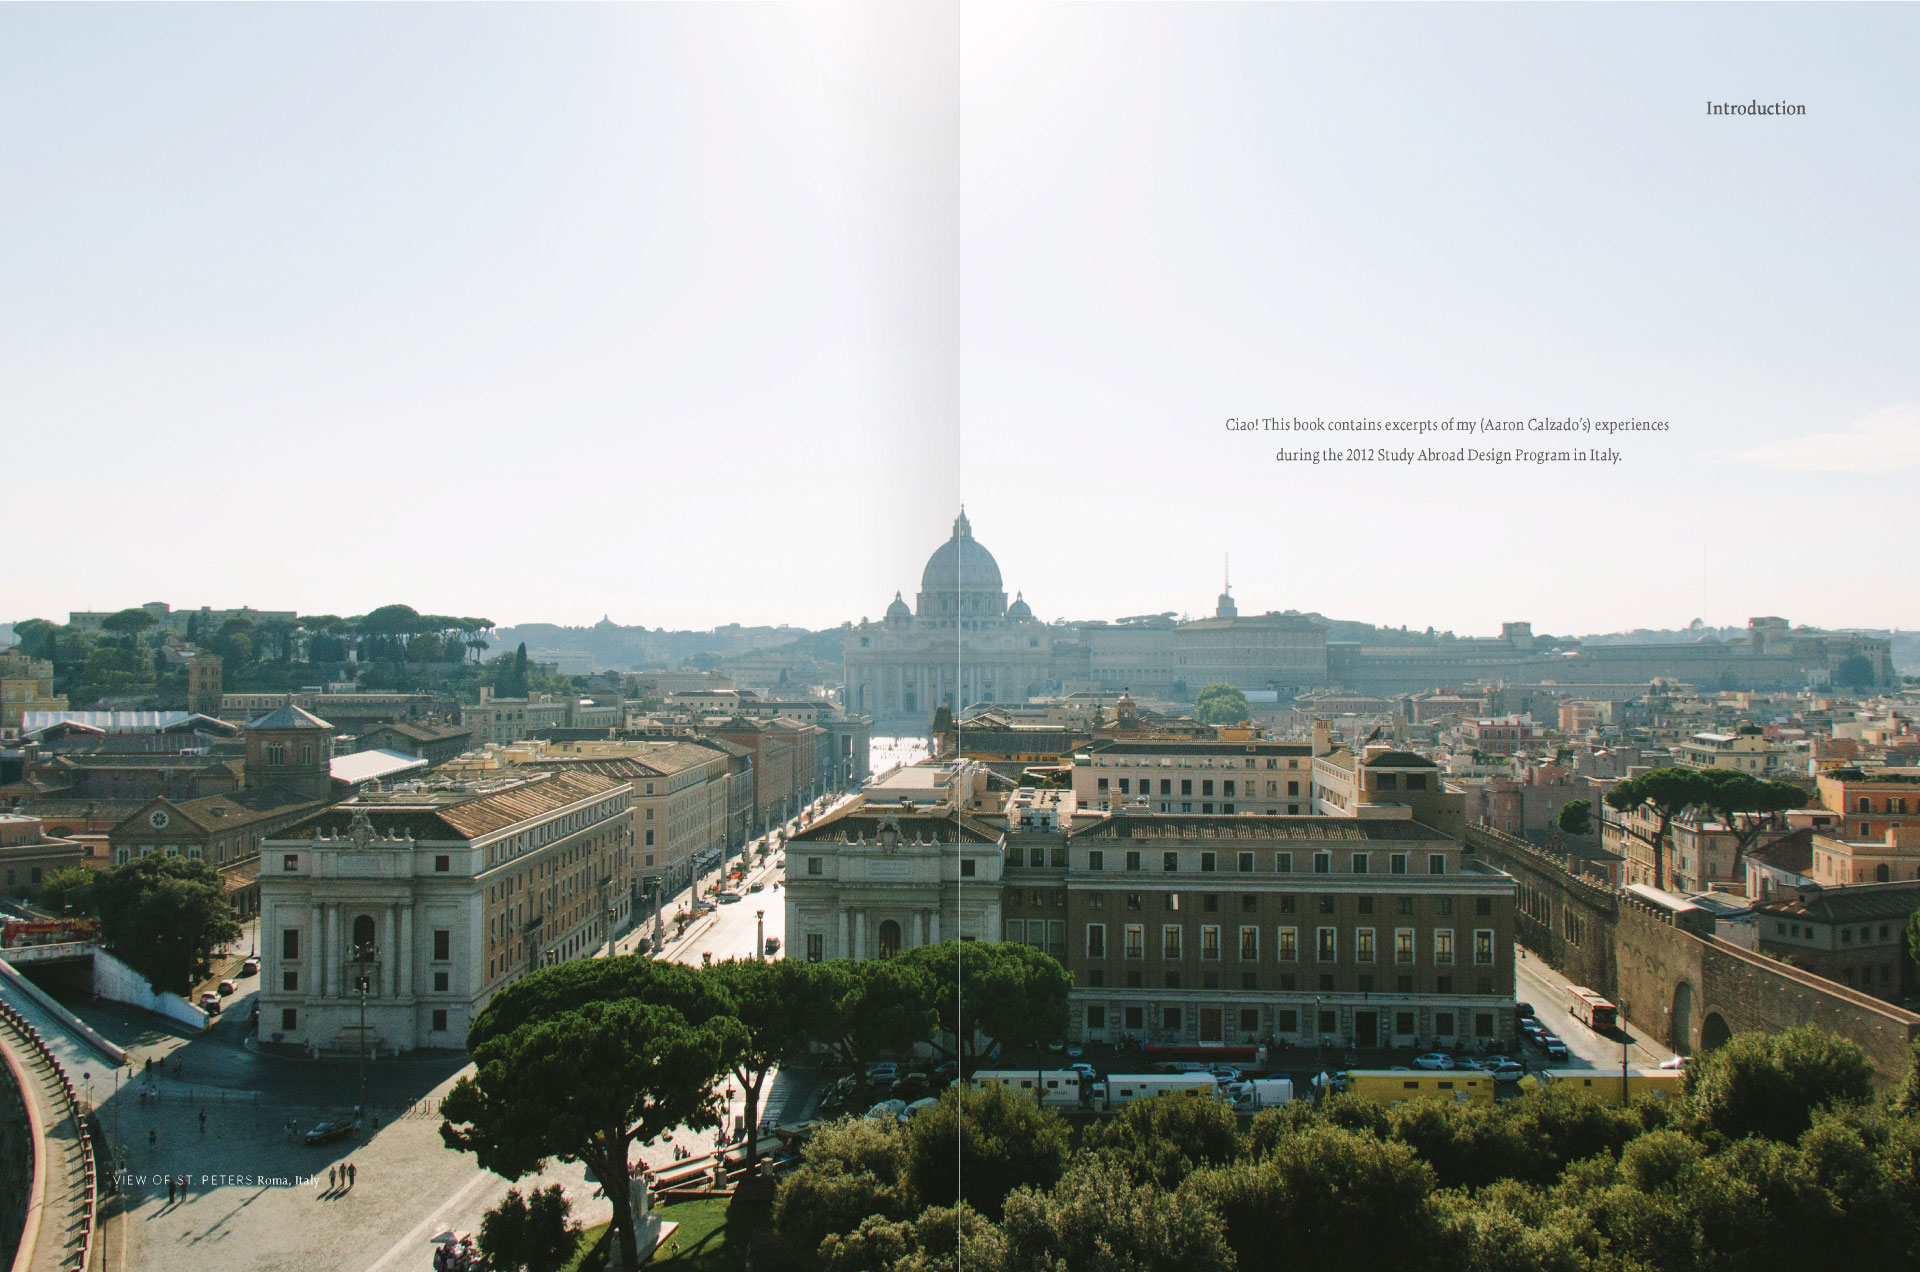 Introduction
Ciao! This book contains excerpts of my (Aaron Calzado's) experiences
during the 2012 Study Abroad Design Program in Italy.
VIEW OF ST. PETERS Roma, Italy